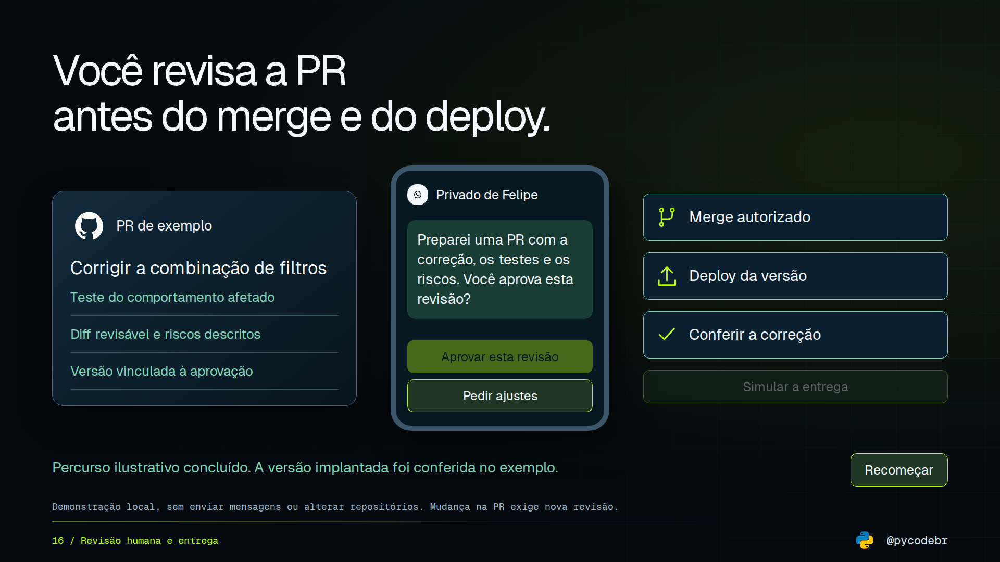 Você revisa a PR
antes do merge e do deploy.
PR de exemplo
Corrigir a combinação de filtros
Teste do comportamento afetado
Diff revisável e riscos descritos
Versão vinculada à aprovação
Privado de Felipe
Preparei uma PR com a
correção, os testes e os
riscos. Você aprova esta
revisão?
Aprovar esta revisão
Pedir ajustes
Merge autorizado
Deploy da versão
Conferir a correção
Simular a entrega
Percurso ilustrativo concluído. A versão implantada foi conferida no exemplo.
Recomeçar
Demonstração local, sem enviar mensagens ou alterar repositórios. Mudança na PR exige nova revisão.
16 / Revisão humana e entrega
@pycodebr